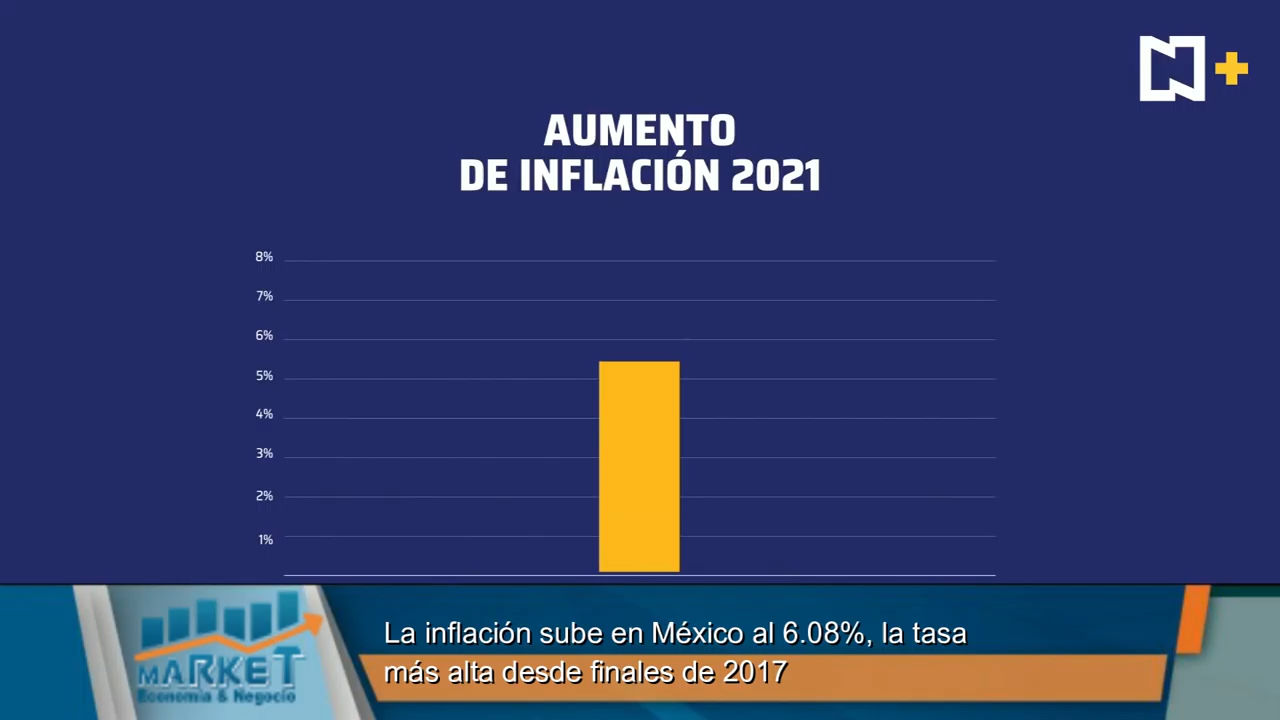 N+
AUMENTO
DE INFLACIÓN 2021
8%
7%
6%
5%
4%
3%
2%
1%
La inflación sube en México al 6.08%, la tasa
más alta desde finales de 2017
MARKET
Economía & Negocio